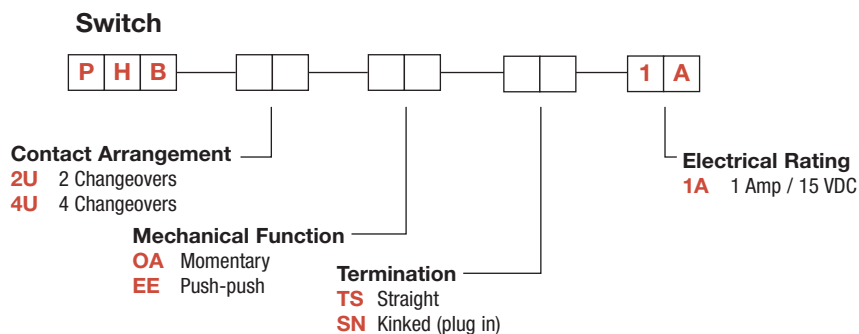 Switch
P H B 1 A
Contact Arrangement
2U 2 Changeovers
4U 4 Changeovers
Electrical Rating
1A 1 Amp / 15 VDC
Mechanical Function
OA Momentary
EE Push-push
Termination
TS Straight
SN Kinked (plug in)